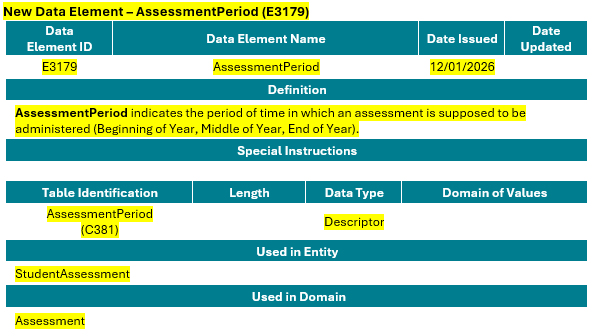 New Data Element – AssessmentPeriod (E3179)
Data Element ID
Data Element Name
Date Issued
Date Updated
E3179
AssessmentPeriod
12/01/2026
Definition
AssessmentPeriod indicates the period of time in which an assessment is supposed to be
administered (Beginning of Year, Middle of Year, End of Year).
Special Instructions
Table Identification
Length
Data Type
Domain of Values
AssessmentPeriod
(C381)
Descriptor
Used in Entity
StudentAssessment
Used in Domain
Assessment